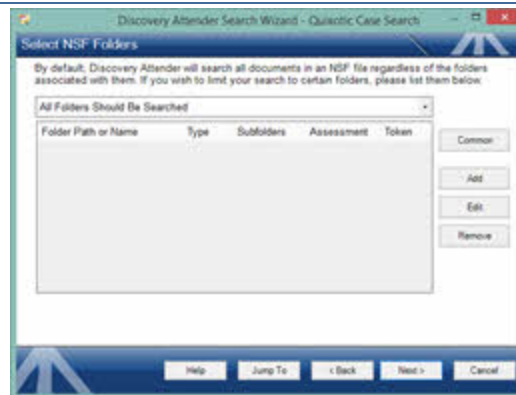 Discovery Attender Search Wizard - Quixotic Case Search
Select NSF Folders
By default, Discovery Attender will search all documents in an NSF file regardless of the folders
associated with them. If you wish to limit your search to certain folders, please list them below.
All Folders Should Be Searched
Folder Path or Name Type Subfolders Assessment Token
Common
Add
Edit
Remove
Help Jump To < Back Next > Cancel